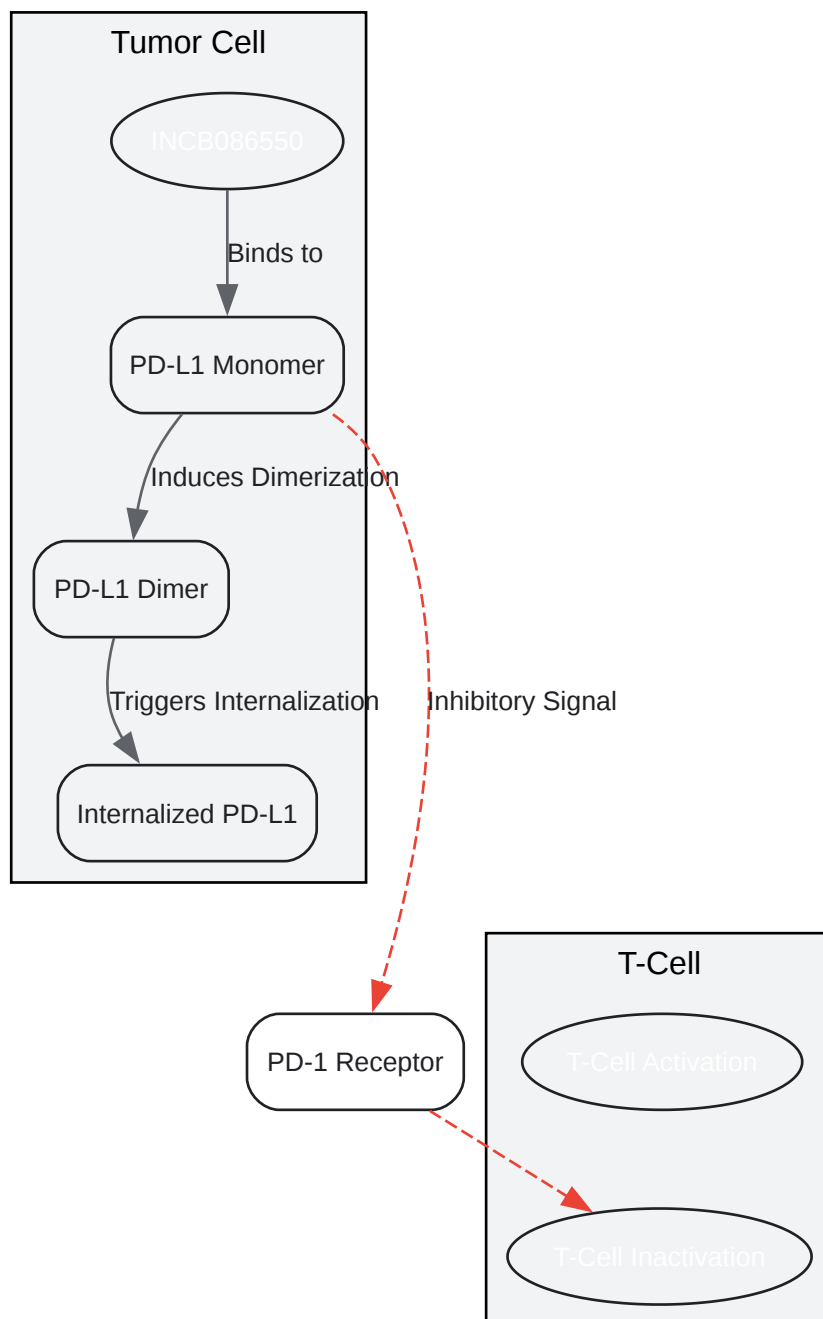 Tumor Cell
INCB086550
Binds to
PD-L1 Monomer
Induces Dimerization
PD-L1 Dimer
Triggers Internalization
Inhibitory Signal
Internalized PD-L1
T-Cell
PD-1 Receptor
T-Cell Activation
T-Cell Inactivation